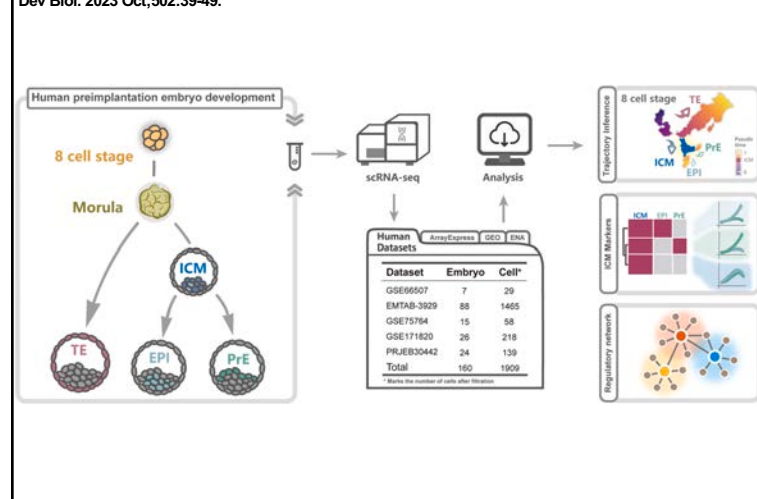 Dev Biol. 2023 Oct;502:39-49.
Human preimplantation embryo development
8 cell stage
Morula
ICM
TE
EPI
PrE
scRNA-seq
Analysis
Human Datasets
ArrayExpress
GEO
ENA
Dataset Embryo Cell*
GSE66507 7 29
EMTAB-3929 88 1465
GSE75764 15 58
GSE171820 26 218
PRJEB30442 24 139
Total 160 1909
* Marks the number of cells after filtration
Trajectory Inference
8 cell stage
TE
PrE
ICM
EPI
Pseudo
time
ICM Markers
ICM EPI PrE
Regulatory network